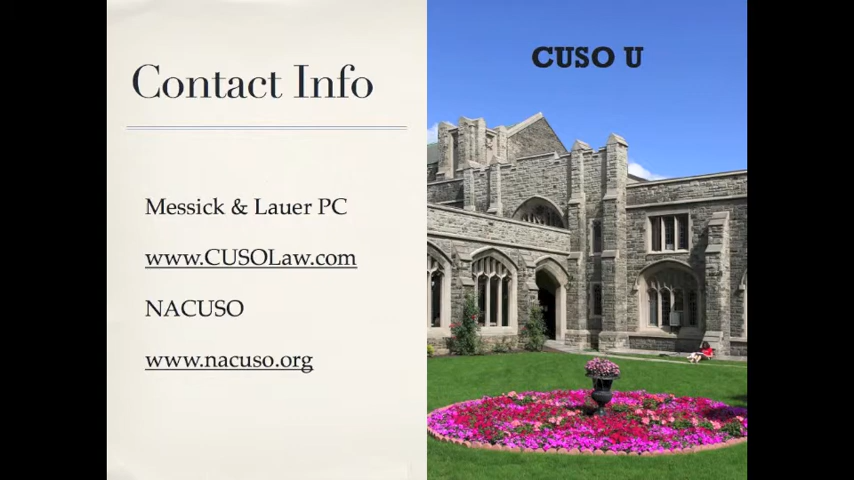 Contact Info
Messick & Lauer PC
www.CUSOLaw.com
NACUSO
www.nacuso.org
CUSO U